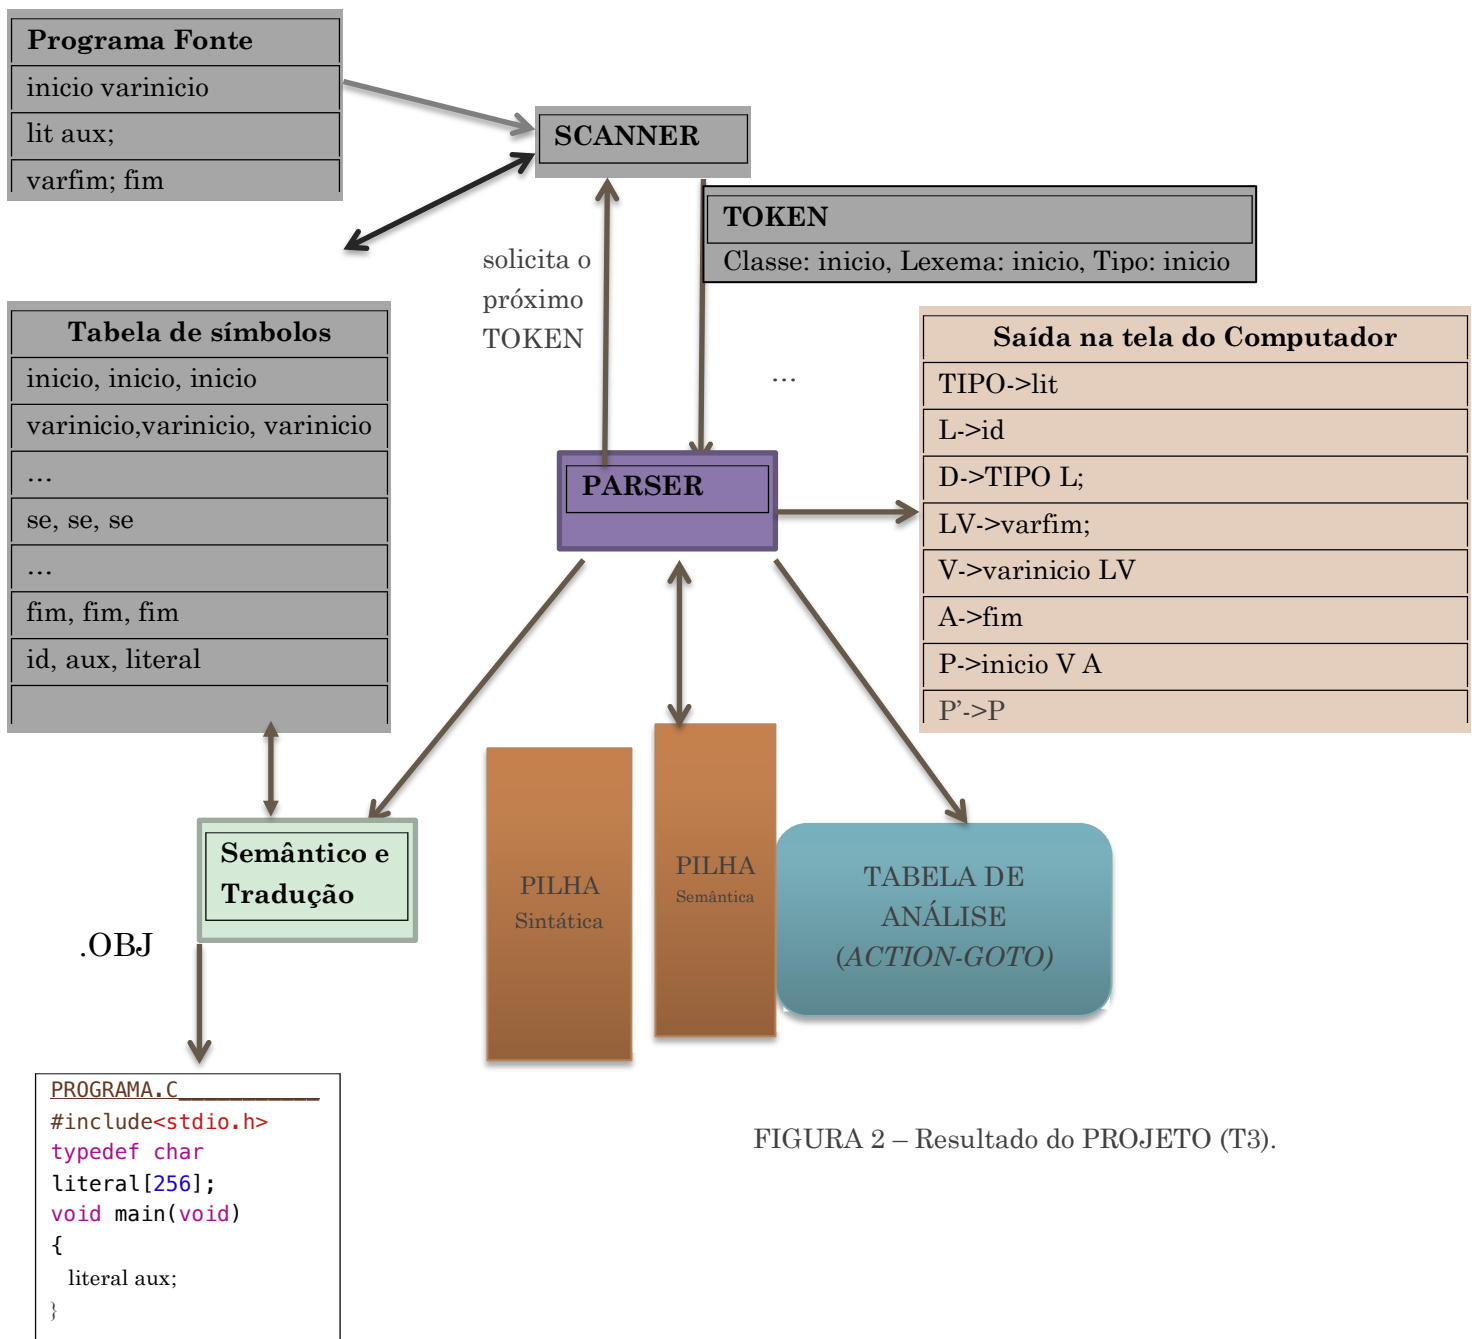 Programa Fonte
inicio varinicio
lit aux;
varfim; fim
SCANNER
TOKEN
Classe: inicio, Lexema: inicio, Tipo: inicio
solicita o
próximo
TOKEN
...
Tabela de símbolos
inicio, inicio, inicio
varinicio,varinicio, varinicio
...
se, se, se
...
fim, fim, fim
id, aux, literal
PARSER
Saída na tela do Computador
TIPO->lit
L->id
D->TIPO L;
LV->varfim;
V->varinicio LV
A->fim
P->inicio V A
P’->P
Semântico e
Tradução
PILHA
Sintática
PILHA
Semântica
TABELA DE
ANÁLISE
(ACTION-GOTO)
.OBJ
PROGRAMA.C___________
#include<stdio.h>
typedef char
literal[256];
void main(void)
{
literal aux;
}
FIGURA 2 – Resultado do PROJETO (T3).